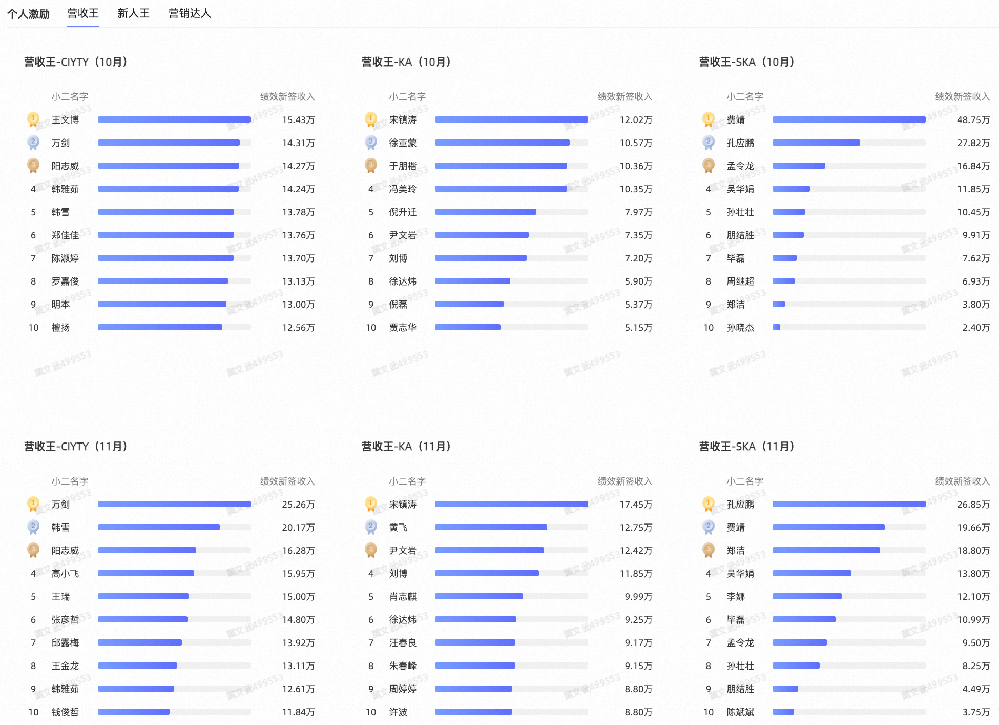 个人激励 营收王 新人王 营销达人
营收王-CIYTY（10月）
小二名字 绩效新签收入
1 王文博 15.43万
2 万剑 14.31万
3 阳志威 14.27万
4 韩雅茹 14.24万
5 韩雪 13.78万
6 郑佳佳 13.76万
7 陈淑婷 13.70万
8 罗嘉俊 13.13万
9 明本 13.00万
10 檀扬 12.56万
营收王-KA（10月）
小二名字 绩效新签收入
1 宋镇涛 12.02万
2 徐亚蒙 10.57万
3 于朋楷 10.36万
4 冯美玲 10.35万
5 倪升迁 7.97万
6 尹文岩 7.35万
7 刘博 7.20万
8 徐达炜 5.90万
9 倪磊 5.37万
10 贾志华 5.15万
营收王-SKA（10月）
小二名字 绩效新签收入
1 费靖 48.75万
2 孔应鹏 27.82万
3 孟令龙 16.84万
4 吴华娟 11.85万
5 孙壮壮 10.45万
6 朋结胜 9.91万
7 毕磊 7.62万
8 周继超 6.93万
9 郑洁 3.80万
10 孙晓杰 2.40万
营收王-CIYTY（11月）
小二名字 绩效新签收入
1 万剑 25.26万
2 韩雪 20.17万
3 阳志威 16.28万
4 高小飞 15.95万
5 王瑞 15.00万
6 张彦哲 14.80万
7 邱露梅 13.92万
8 王金龙 13.11万
9 韩雅茹 12.61万
10 钱俊哲 11.84万
营收王-KA（11月）
小二名字 绩效新签收入
1 宋镇涛 17.45万
2 黄飞 12.75万
3 尹文岩 12.42万
4 刘博 11.85万
5 肖志麒 9.99万
6 徐达炜 9.25万
7 汪春良 9.17万
8 朱春峰 9.15万
9 周婷婷 8.80万
10 许波 8.80万
营收王-SKA（11月）
小二名字 绩效新签收入
1 孔应鹏 26.85万
2 费靖 19.66万
3 郑洁 18.80万
4 吴华娟 13.80万
5 李娜 12.10万
6 毕磊 10.99万
7 孟令龙 9.50万
8 孙壮壮 8.25万
9 朋结胜 4.49万
10 陈斌斌 3.75万